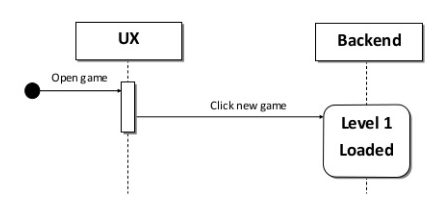 UX
Backend
Open game
Click new game
Level 1
Loaded